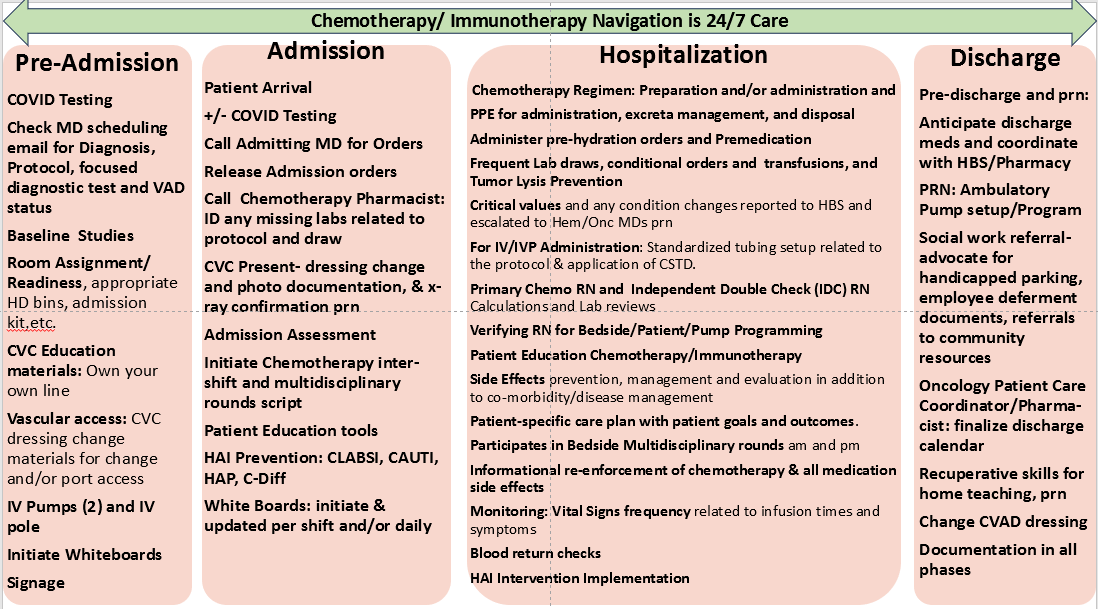 Chemotherapy/ Immunotherapy Navigation is 24/7 Care
Pre-Admission
COVID Testing
Check MD scheduling
email for Diagnosis,
Protocol, focused
diagnostic test and VAD
status
Baseline Studies
Room Assignment/
Readiness, appropriate
HD bins, admission
kit,etc.
CVC Education
materials: Own your
own line
Vascular access: CVC
dressing change
materials for change
and/or port access
IV Pumps (2) and IV
pole
Initiate Whiteboards
Signage
Admission
Patient Arrival
+/- COVID Testing
Call Admitting MD for Orders
Release Admission orders
Call Chemotherapy Pharmacist:
ID any missing labs related to
protocol and draw
CVC Present- dressing change
and photo documentation, & x-
ray confirmation prn
Admission Assessment
Initiate Chemotherapy inter-
shift and multidisciplinary
rounds script
Patient Education tools
HAI Prevention: CLABSI, CAUTI,
HAP, C-Diff
White Boards: initiate &
updated per shift and/or daily
Hospitalization
Chemotherapy Regimen: Preparation and/or administration and
PPE for administration, excreta management, and disposal
Administer pre-hydration orders and Premedication
Frequent Lab draws, conditional orders and transfusions, and
Tumor Lysis Prevention
Critical values and any condition changes reported to HBS and
escalated to Hem/Onc MDs prn
For IV/IVP Administration: Standardized tubing setup related to
the protocol & application of CSTD.
Primary Chemo RN and Independent Double Check (IDC) RN
Calculations and Lab reviews
Verifying RN for Bedside/Patient/Pump Programming
Patient Education Chemotherapy/Immunotherapy
Side Effects prevention, management and evaluation in addition
to co-morbidity/disease management
Patient-specific care plan with patient goals and outcomes.
Participates in Bedside Multidisciplinary rounds am and pm
Informational re-enforcement of chemotherapy & all medication
side effects
Monitoring: Vital Signs frequency related to infusion times and
symptoms
Blood return checks
HAI Intervention Implementation
Discharge
Pre-discharge and prn:
Anticipate discharge
meds and coordinate
with HBS/Pharmacy
PRN: Ambulatory
Pump setup/Program
Social work referral-
advocate for
handicapped parking,
employee deferment
documents, referrals
to community
resources
Oncology Patient Care
Coordinator/Pharma-
cist: finalize discharge
calendar
Recuperative skills for
home teaching, prn
Change CVAD dressing
Documentation in all
phases